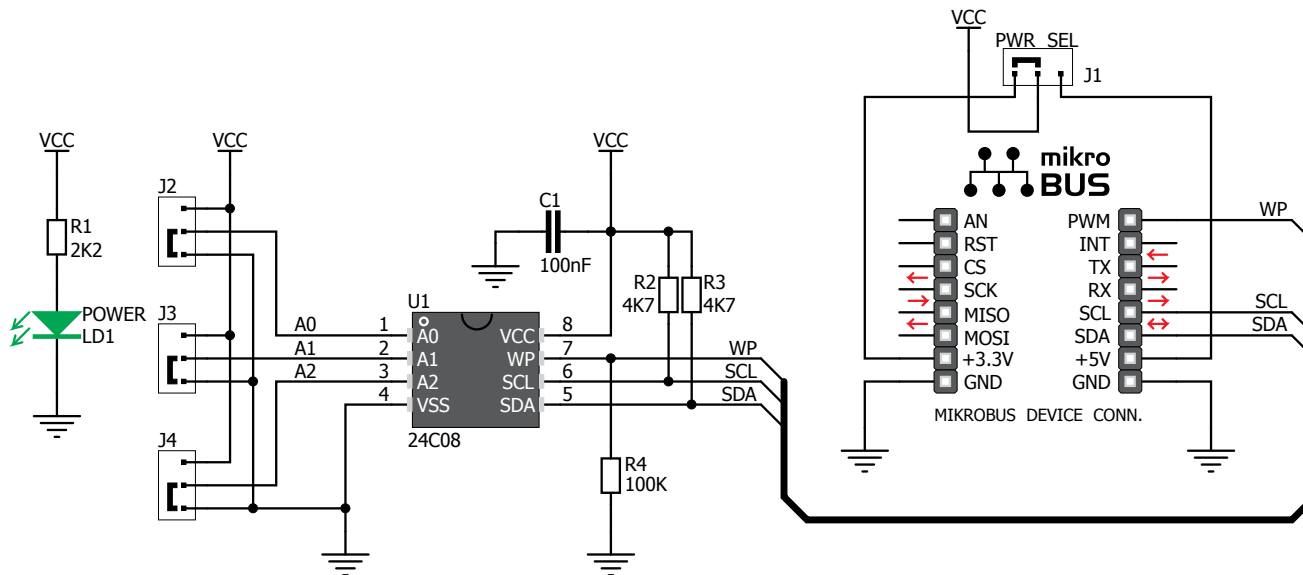 VCC
PWR SEL
J1
VCC
VCC
VCC
mikro
BUS
J2
C1
R1
2K2
100nF
AN
PWM
WP
RST
INT
CS
TX
SCK
RX
MISO
SCL
SCL
MOSI
SDA
SDA
+3.3V
+5V
GND
GND
MIKROBUS DEVICE CONN.
R2
4K7
R3
4K7
POWER
LD1
J3
U1
A0
1
A0
VCC
8
A1
2
A1
WP
7
WP
A2
3
A2
SCL
6
SCL
4
VSS
SDA
5
SDA
24C08
J4
R4
100K